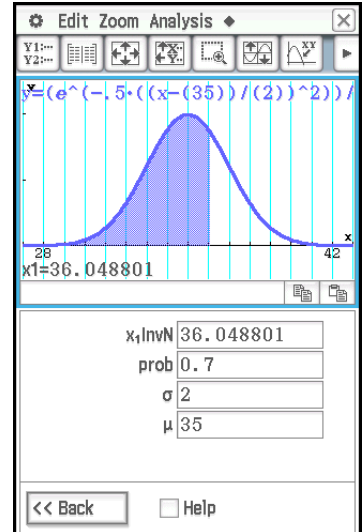 Edit Zoom Analysis
Y1:···
Y2:···
XY
y
y=(e^(-.5·((x-(35))/(2))^2))/
x
28 42
x1=36.048801
x₁InvN 36.048801
prob 0.7
σ 2
μ 35
<< Back Help